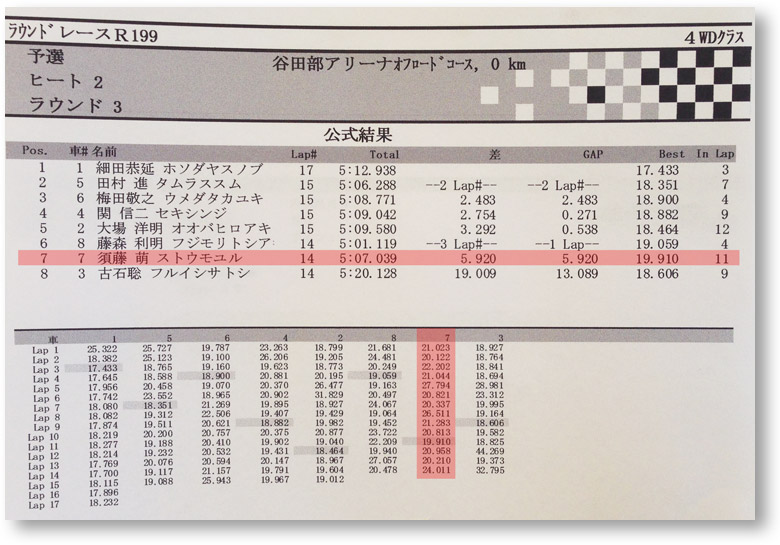 ラウンドレースR199 4WDクラス
予選 谷田部アリーナオフロードコース, 0 km
ヒート 2
ラウンド 3
公式結果
Pos. 車# 名前 Lap# Total 差 GAP Best In Lap
1 1 細田恭延 ホソダヤスノブ 17 5:12.938 17.433 3
2 5 田村 進 タムラススム 15 5:06.288 --2 Lap#-- --2 Lap#-- 18.351 7
3 6 梅田敬之 ウメダタカユキ 15 5:08.771 2.483 2.483 18.900 4
4 4 関 信二 セキシンジ 15 5:09.042 2.754 0.271 18.882 9
5 2 大場 洋明 オオバヒロアキ 15 5:09.580 3.292 0.538 18.464 12
6 8 藤森 利明 フジモリトシア 14 5:01.119 --3 Lap#-- --1 Lap-- 19.059 4
7 7 須藤 萌 ストウモユル 14 5:07.039 5.920 5.920 19.910 11
8 3 古石聡 フルイシサトシ 14 5:20.128 19.009 13.089 18.606 9
車 1 5 6 4 2 8 7 3
Lap 1 25.322 25.727 19.787 23.263 18.799 21.681 21.023 18.927
Lap 2 18.382 25.123 19.100 26.206 19.205 24.481 20.122 18.764
Lap 3 17.433 18.765 19.160 19.623 18.773 20.249 22.202 18.841
Lap 4 17.645 18.588 18.900 20.881 20.195 19.059 21.044 18.694
Lap 5 17.956 20.458 19.070 20.370 26.477 19.163 27.794 28.981
Lap 6 17.742 23.552 18.965 20.902 31.829 20.497 20.821 23.312
Lap 7 18.080 18.351 21.269 19.895 18.927 24.067 20.337 19.995
Lap 8 18.082 19.312 22.506 19.407 19.429 19.064 26.511 19.164
Lap 9 17.874 19.511 20.621 18.882 19.982 19.452 21.283 18.606
Lap 10 18.219 20.200 20.757 20.375 20.877 23.722 20.813 19.582
Lap 11 18.277 19.188 20.410 19.902 19.040 22.209 19.910 18.825
Lap 12 18.214 19.232 20.532 19.431 18.464 19.940 20.958 44.269
Lap 13 17.769 20.076 20.594 20.147 18.967 27.057 20.210 19.373
Lap 14 17.700 19.117 21.157 19.791 19.604 20.478 24.011 32.795
Lap 15 18.115 19.088 25.943 19.967 19.012
Lap 16 17.896
Lap 17 18.232